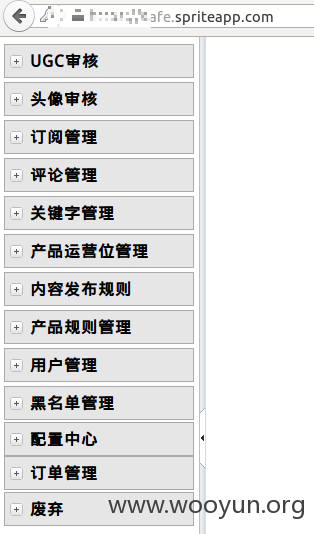 afe.spriteapp.com
UGC审核
头像审核
订阅管理
评论管理
关键字管理
产品运营位管理
内容发布规则
产品规则管理
用户管理
黑名单管理
配置中心
订单管理
废弃
www.wooyun.org